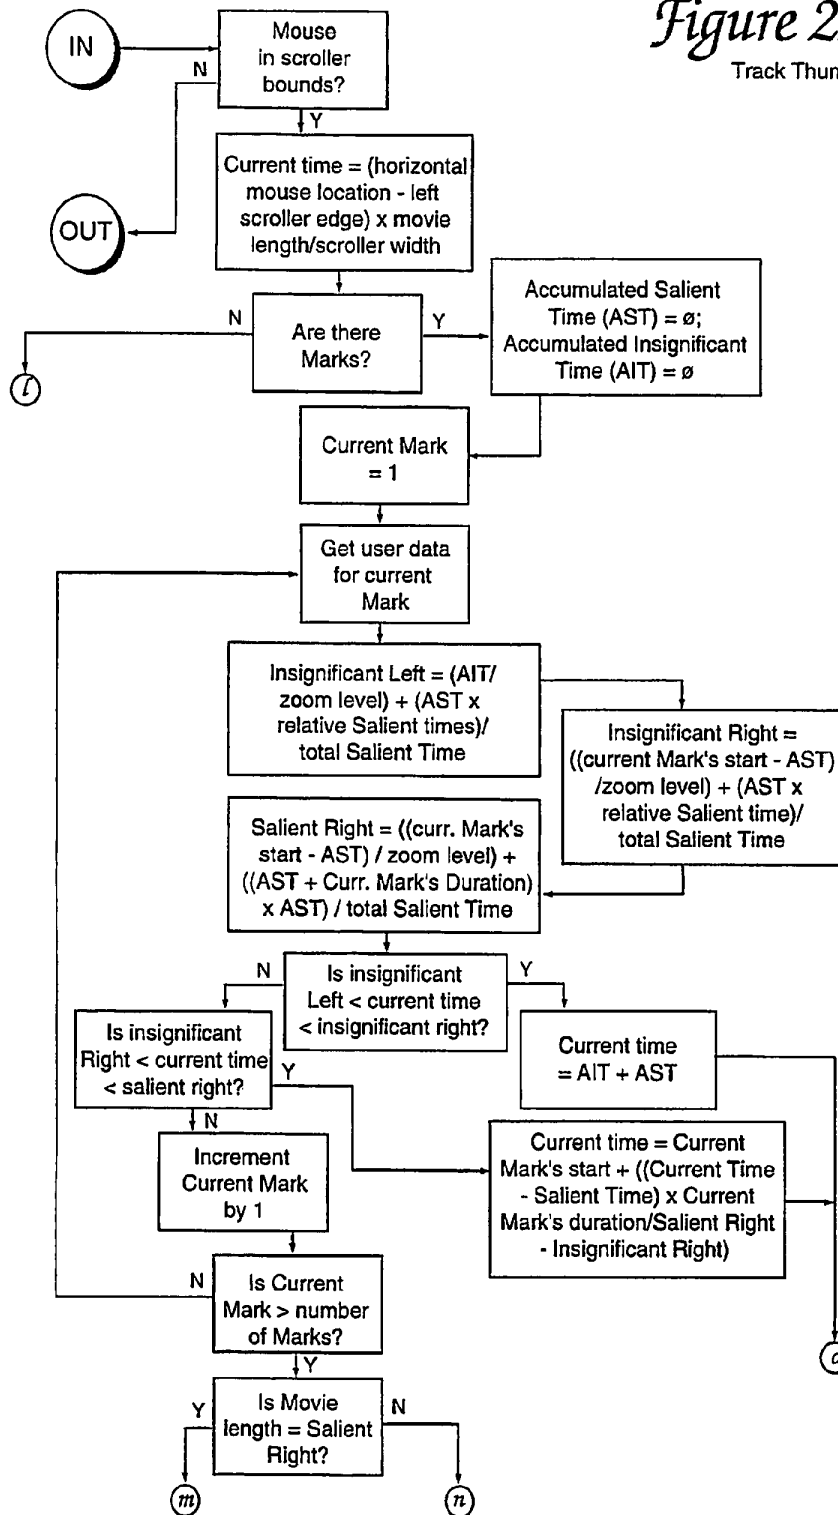 Figure 2
Track Thum
IN
Mouse
in scroller
bounds?
N
Y
OUT
Current time = (horizontal
mouse location - left
scroller edge) x movie
length/scroller width
N
Are there
Marks?
Y
Accumulated Salient
Time (AST) = ø;
Accumulated Insignificant
Time (AIT) = ø
l
Current Mark
= 1
Get user data
for current
Mark
Insignificant Left = (AIT/
zoom level) + (AST x
relative Salient times)/
total Salient Time
Insignificant Right =
((current Mark's start - AST)
/zoom level) + (AST x
relative Salient time)/
total Salient Time
Salient Right = ((curr. Mark's
start - AST) / zoom level) +
((AST + Curr. Mark's Duration)
x AST) / total Salient Time
N
Is insignificant
Left < current time
< insignificant right?
Y
Is insignificant
Right < current time
< salient right?
Y
N
Current time
= AIT + AST
Increment
Current Mark
by 1
Current time = Current
Mark's start + ((Current Time
- Salient Time) x Current
Mark's duration/Salient Right
- Insignificant Right)
N
Is Current
Mark > number
of Marks?
Y
Y
Is Movie
length = Salient
Right?
N
m
n